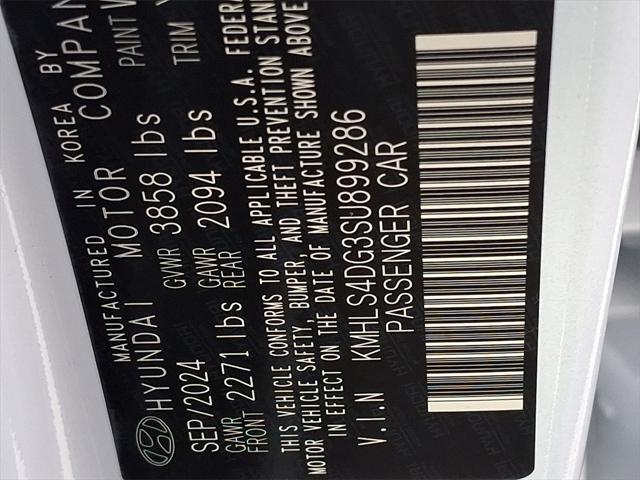 MANUFACTURED IN KOREA BY
HYUNDAI MOTOR COMPAN
SEP/2024 GVWR 3858 lbs PAINT
GAWR FRONT 2271 lbs GAWR REAR 2094 lbs TRIM
THIS VEHICLE CONFORMS TO ALL APPLICABLE U.S.A. FEDERA
MOTOR VEHICLE SAFETY, BUMPER, AND THEFT PREVENTION STAN
IN EFFECT ON THE DATE OF MANUFACTURE SHOWN ABOVE
V.I.N KMHLS4DG3SU899286
PASSENGER CAR